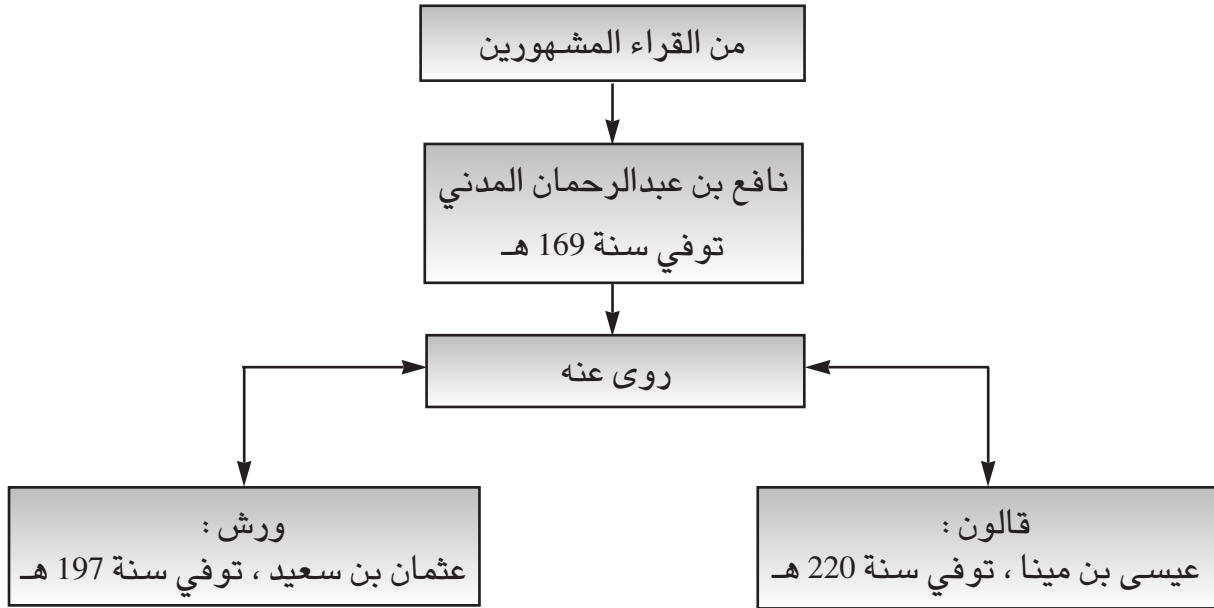 من القراء المشهورين
نافع بن عبدالرحمان المدني
توفي سنة 169 هـ
روى عنه
قالون :
عيسى بن مينا ، توفي سنة 220 هـ
ورش :
عثمان بن سعيد ، توفي سنة 197 هـ